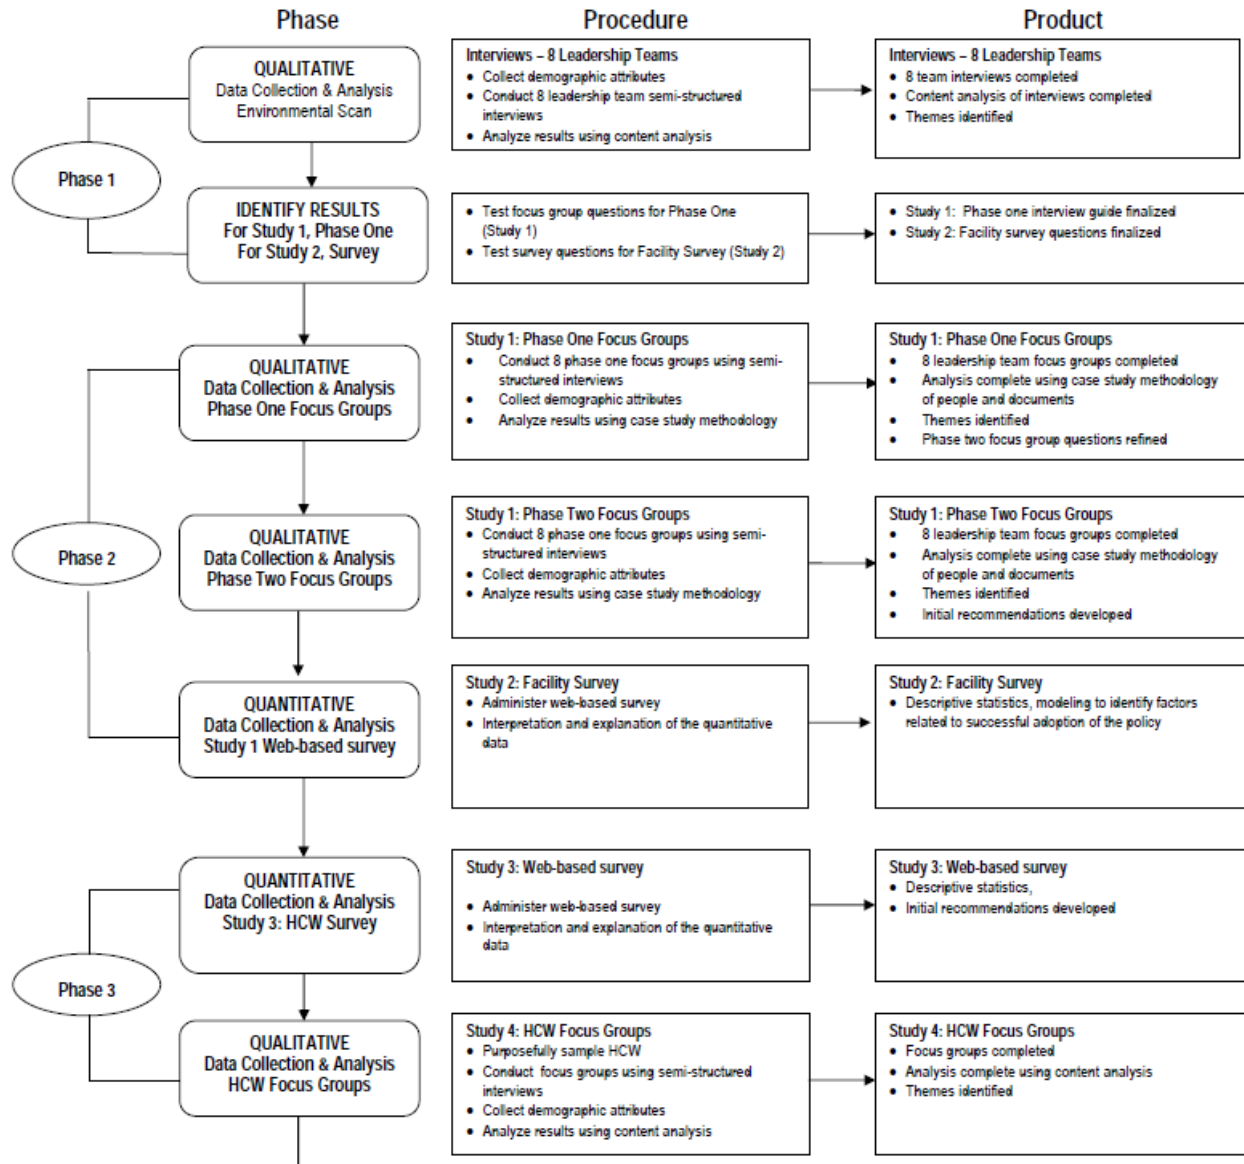 Phase
Procedure
Product
QUALITATIVE
Data Collection & Analysis
Environmental Scan
Interviews – 8 Leadership Teams
• Collect demographic attributes
• Conduct 8 leadership team semi-structured
interviews
• Analyze results using content analysis
Interviews – 8 Leadership Teams
• 8 team interviews completed
• Content analysis of interviews completed
• Themes identified
Phase 1
IDENTIFY RESULTS
For Study 1, Phase One
For Study 2, Survey
• Test focus group questions for Phase One
(Study 1)
• Test survey questions for Facility Survey (Study 2)
• Study 1: Phase one interview guide finalized
• Study 2: Facility survey questions finalized
QUALITATIVE
Data Collection & Analysis
Phase One Focus Groups
Study 1: Phase One Focus Groups
• Conduct 8 phase one focus groups using semi-
structured interviews
• Collect demographic attributes
• Analyze results using case study methodology
Study 1: Phase One Focus Groups
• 8 leadership team focus groups completed
• Analysis complete using case study methodology
of people and documents
• Themes identified
• Phase two focus group questions refined
Phase 2
QUALITATIVE
Data Collection & Analysis
Phase Two Focus Groups
Study 1: Phase Two Focus Groups
• Conduct 8 phase one focus groups using semi-
structured interviews
• Collect demographic attributes
• Analyze results using case study methodology
Study 1: Phase Two Focus Groups
• 8 leadership team focus groups completed
• Analysis complete using case study methodology
of people and documents
• Themes identified
• Initial recommendations developed
QUANTITATIVE
Data Collection & Analysis
Study 1 Web-based survey
Study 2: Facility Survey
• Administer web-based survey
• Interpretation and explanation of the quantitative
data
Study 2: Facility Survey
• Descriptive statistics, modeling to identify factors
related to successful adoption of the policy
QUANTITATIVE
Data Collection & Analysis
Study 3: HCW Survey
Study 3: Web-based survey
• Administer web-based survey
• Interpretation and explanation of the quantitative
data
Study 3: Web-based survey
• Descriptive statistics,
• Initial recommendations developed
Phase 3
QUALITATIVE
Data Collection & Analysis
HCW Focus Groups
Study 4: HCW Focus Groups
• Purposefully sample HCW
• Conduct focus groups using semi-structured
interviews
• Collect demographic attributes
• Analyze results using content analysis
Study 4: HCW Focus Groups
• Focus groups completed
• Analysis complete using content analysis
• Themes identified